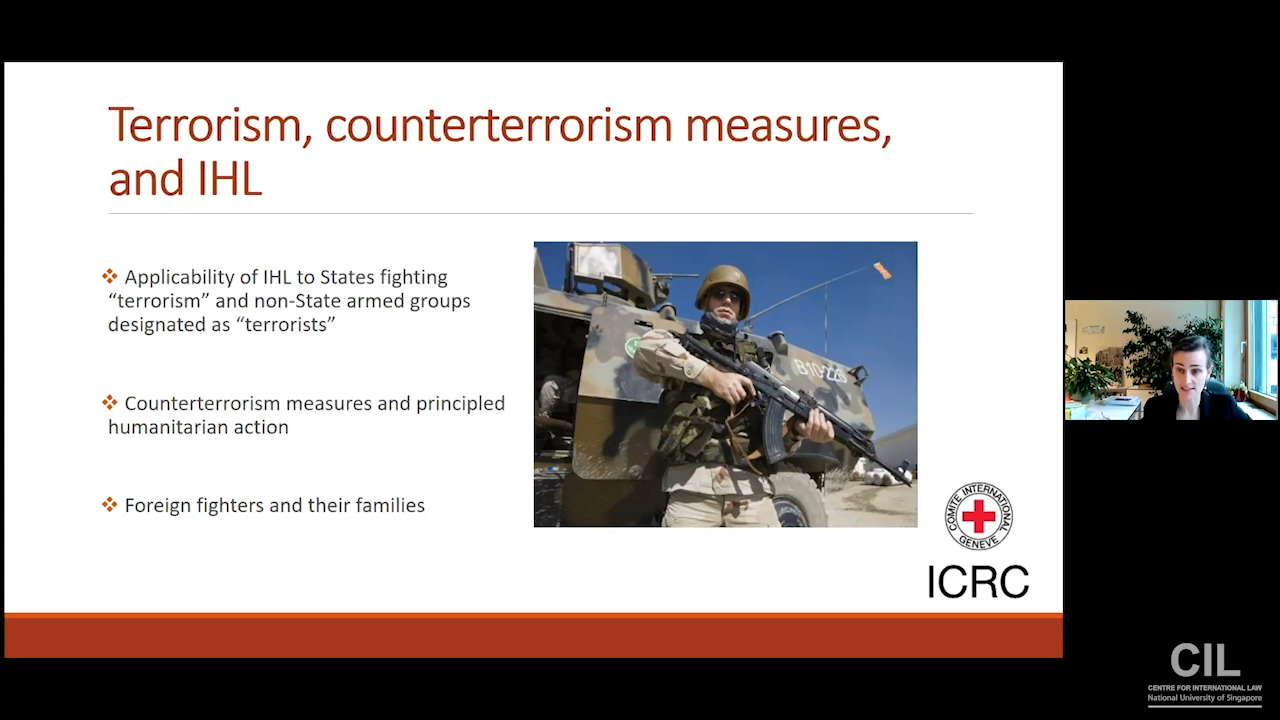 Terrorism, counterterrorism measures,
and IHL
❖ Applicability of IHL to States fighting
“terrorism” and non-State armed groups
designated as “terrorists”
❖ Counterterrorism measures and principled
humanitarian action
❖ Foreign fighters and their families
B10-226
COMITE INTERNATIONAL
GENEVE
ICRC
CIL
CENTRE FOR INTERNATIONAL LAW
National University of Singapore